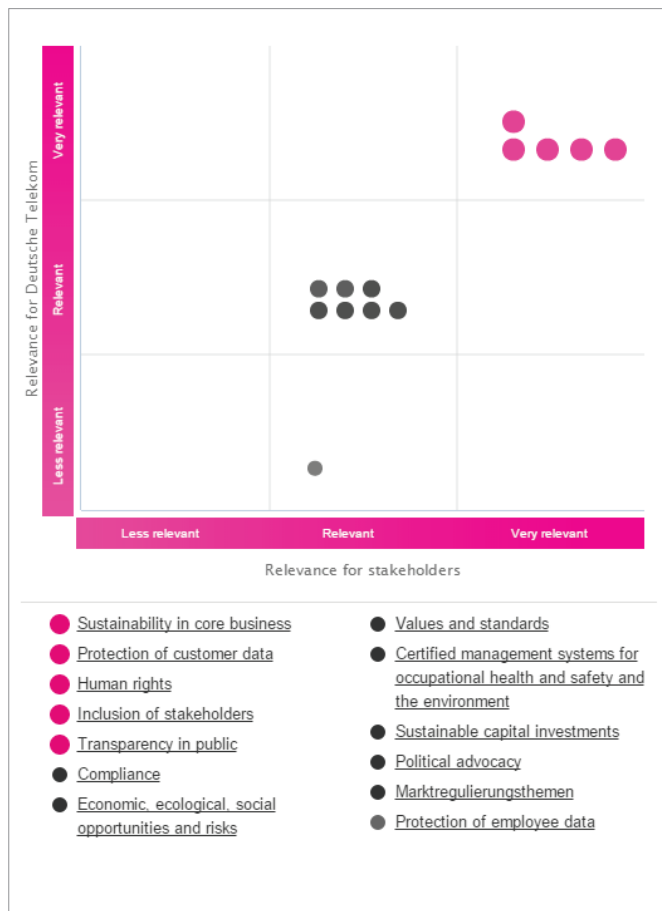 Relevance for Deutsche Telekom
Very relevant
Relevant
Less relevant
Less relevant
Relevant
Very relevant
Relevance for stakeholders
Sustainability in core business
Protection of customer data
Human rights
Inclusion of stakeholders
Transparency in public
Compliance
Economic, ecological, social
opportunities and risks
Values and standards
Certified management systems for
occupational health and safety and
the environment
Sustainable capital investments
Political advocacy
Marktregulierungsthemen
Protection of employee data